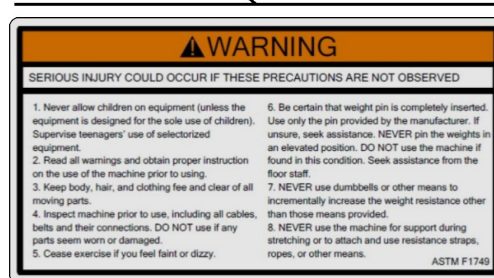 WARNING
SERIOUS INJURY COULD OCCUR IF THESE PRECAUTIONS ARE NOT OBSERVED
1. Never allow children on equipment (unless the
equipment is designed for the sole use of children).
Supervise teenagers' use of selectorized
equipment.
2. Read all warnings and obtain proper instruction
on the use of the machine prior to using.
3. Keep body, hair, and clothing fee and clear of all
moving parts.
4. Inspect machine prior to use, including all cables,
belts and their connections. DO NOT use if any
parts seem worn or damaged.
5. Cease exercise if you feel faint or dizzy.
6. Be certain that weight pin is completely inserted.
Use only the pin provided by the manufacturer. If
unsure, seek assistance. NEVER pin the weights in
an elevated position. DO NOT use the machine if
found in this condition. Seek assistance from the
floor staff.
7. NEVER use dumbbells or other means to
incrementally increase the weight resistance other
than those means provided.
8. NEVER use the machine for support during
stretching or to attach and use resistance straps,
ropes, or other means.
ASTM F1749